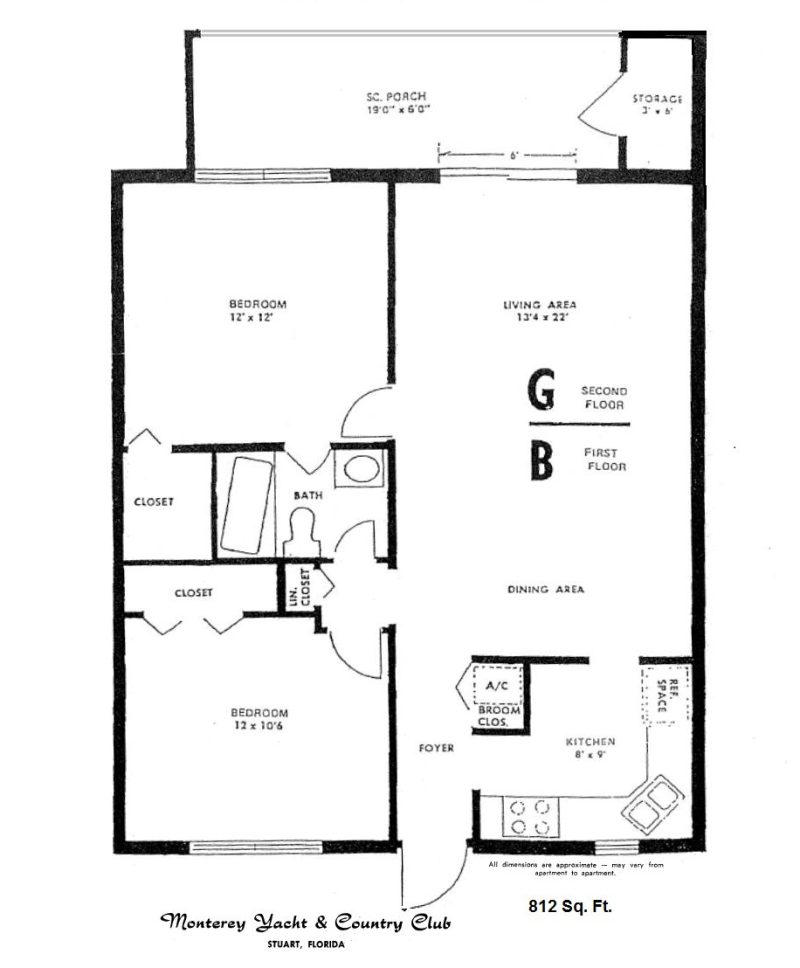 SC. PORCH
19'0" x 6'0"
STORAGE
3' x 6'
6'
BEDROOM
12' x 12'
LIVING AREA
13'4 x 22'
G SECOND
FLOOR
B FIRST
FLOOR
CLOSET
BATH
CLOSET
LIN.
CLOSET
DINING AREA
A/C
BROOM
CLOS.
REF.
SPACE
BEDROOM
12 x 10'6
FOYER
KITCHEN
8' x 9'
All dimensions are approximate — may vary from
apartment to apartment.
Monterey Yacht & Country Club
STUART, FLORIDA
812 Sq. Ft.